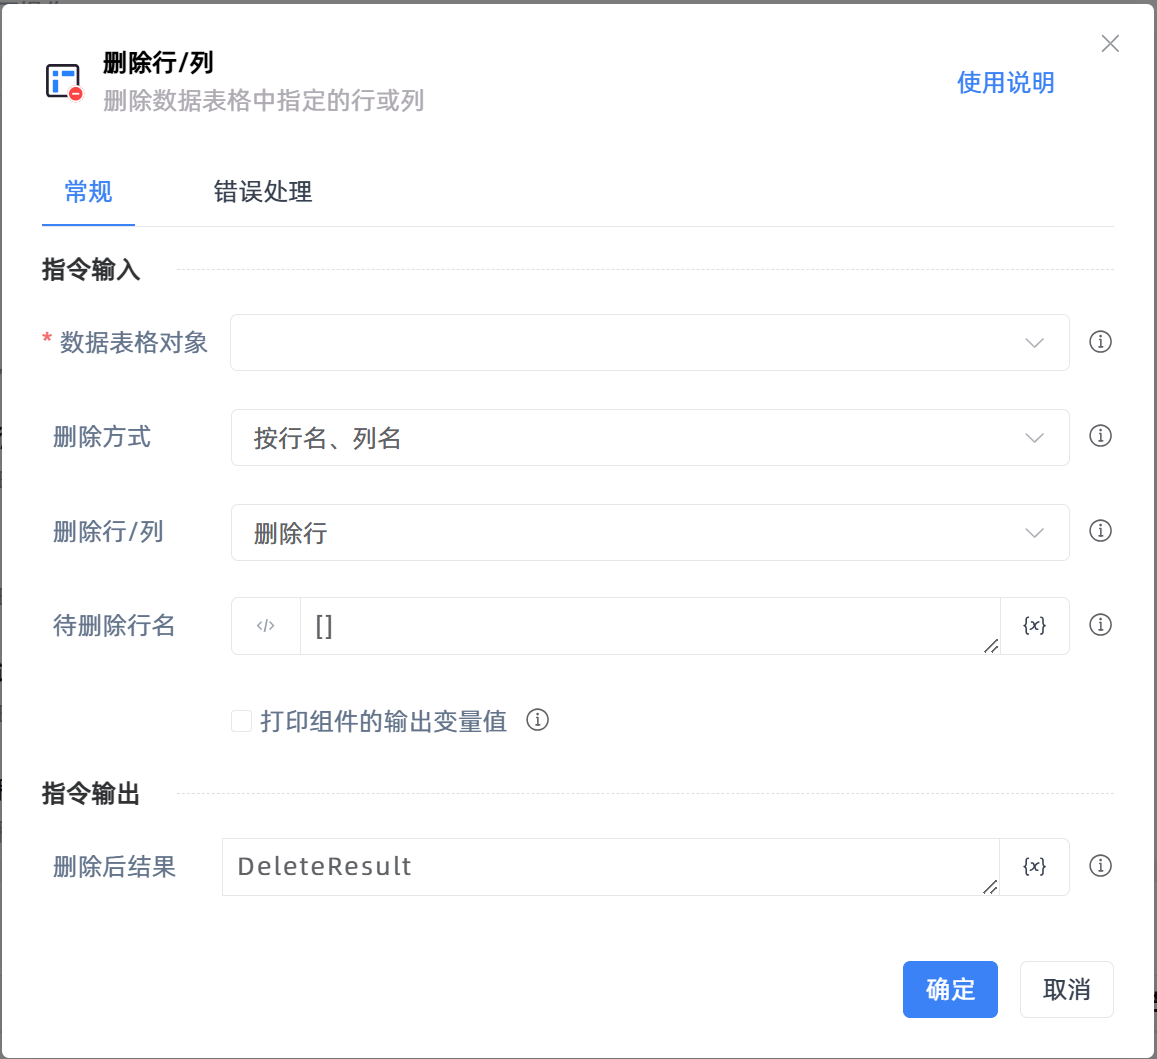 删除行/列
删除数据表格中指定的行或列
使用说明
常规
错误处理
指令输入
* 数据表格对象
删除方式
按行名、列名
删除行/列
删除行
待删除行名
</>
[]
{x}
打印组件的输出变量值
指令输出
删除后结果
DeleteResult
{x}
确定
取消